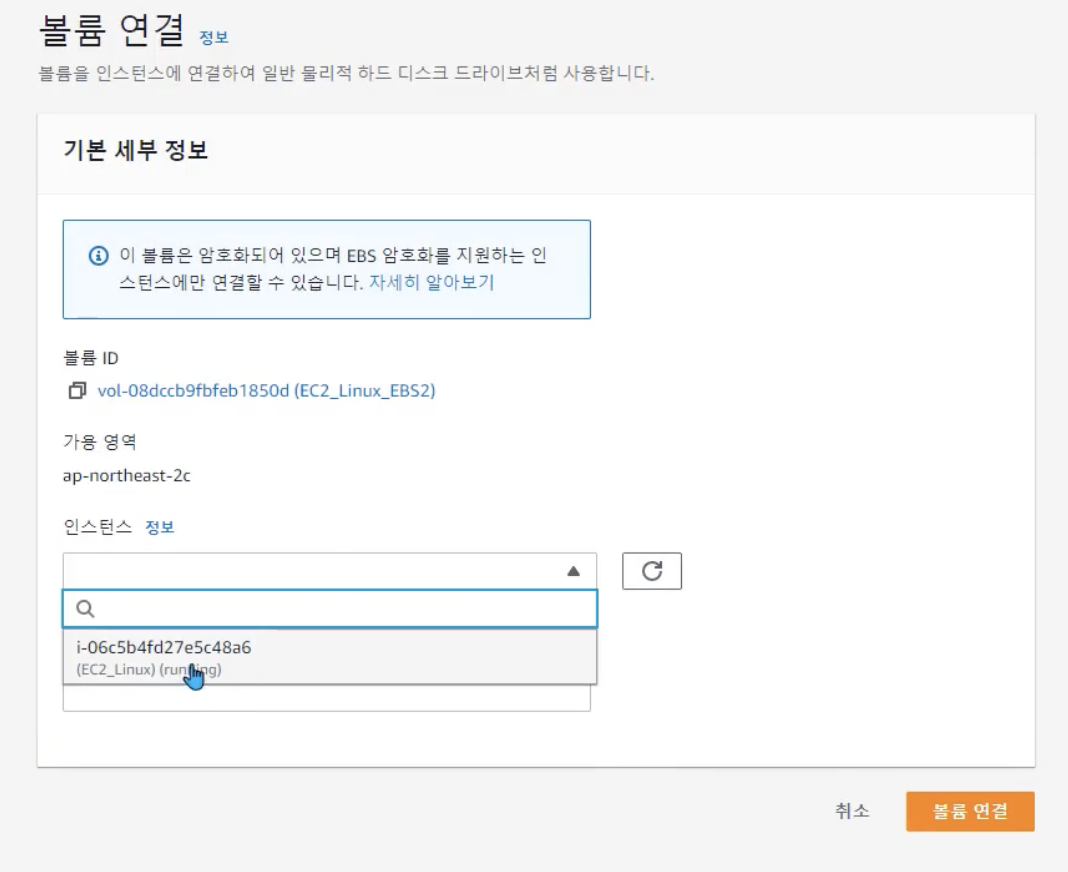 볼륨 연결 정보
볼륨을 인스턴스에 연결하여 일반 물리적 하드 디스크 드라이브처럼 사용합니다.
기본 세부 정보
이 볼륨은 암호화되어 있으며 EBS 암호화를 지원하는 인
스턴스에만 연결할 수 있습니다. 자세히 알아보기
볼륨 ID
vol-08dccb9fbfeb1850d (EC2_Linux_EBS2)
가용 영역
ap-northeast-2c
인스턴스 정보
i-06c5b4fd27e5c48a6
(EC2_Linux) (running)
취소 볼륨 연결